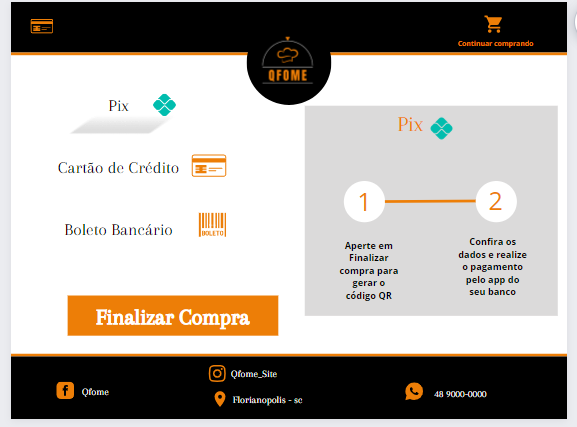 Continuar comprando
QFOME
Pix
Cartão de Crédito
Boleto Bancário
BOLETO
Finalizar Compra
Pix
1
2
Aperte em
Finalizar
compra para
gerar o
código QR
Confira os
dados e realize
o pagamento
pelo app do
seu banco
Qfome
Qfome_Site
Florianopolis - sc
48 9000-0000